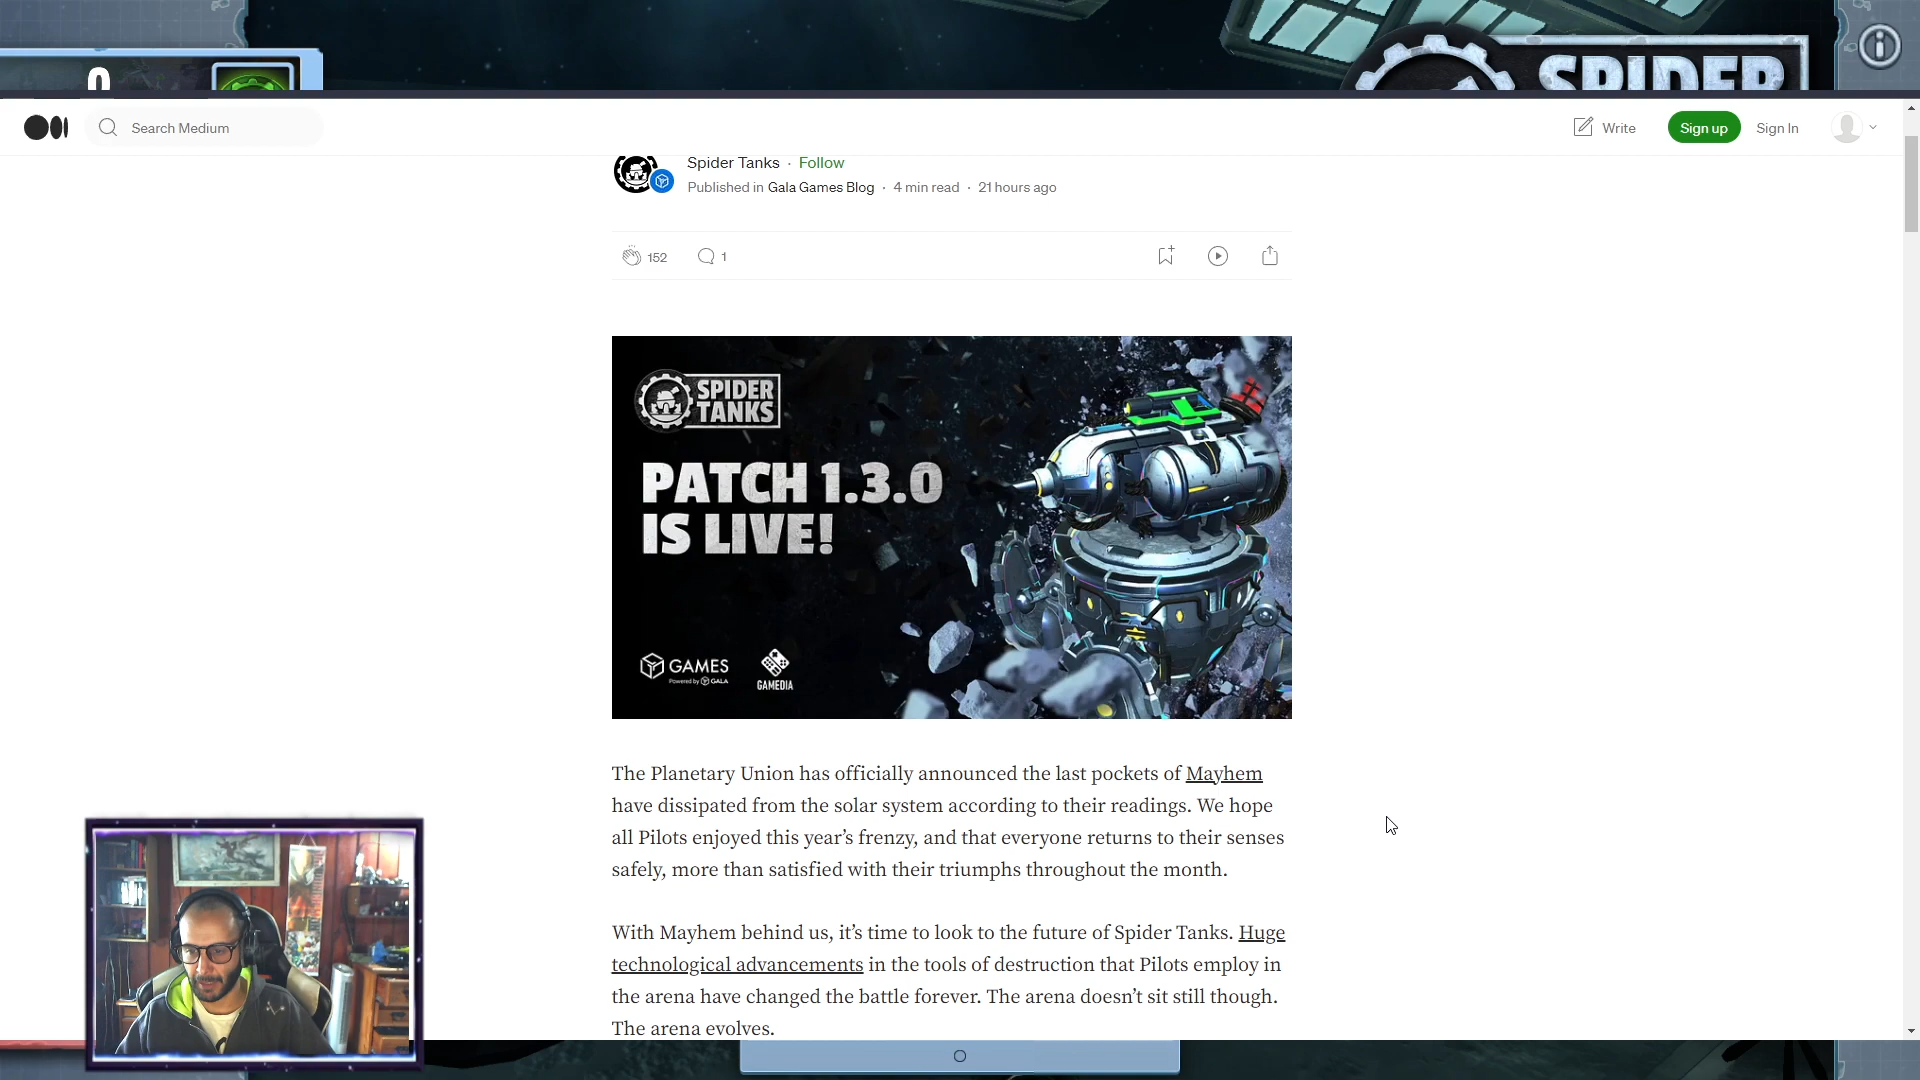 0
SPIDER
Search Medium
Write
Sign up
Sign In
Spider Tanks · Follow
Published in Gala Games Blog · 4 min read · 21 hours ago
152
1
SPIDER
TANKS
PATCH 1.3.0
IS LIVE!
GAMES
Powered by GALA
GAMEDIA
The Planetary Union has officially announced the last pockets of Mayhem
have dissipated from the solar system according to their readings. We hope
all Pilots enjoyed this year’s frenzy, and that everyone returns to their senses
safely, more than satisfied with their triumphs throughout the month.
With Mayhem behind us, it’s time to look to the future of Spider Tanks. Huge
technological advancements in the tools of destruction that Pilots employ in
the arena have changed the battle forever. The arena doesn’t sit still though.
The arena evolves.